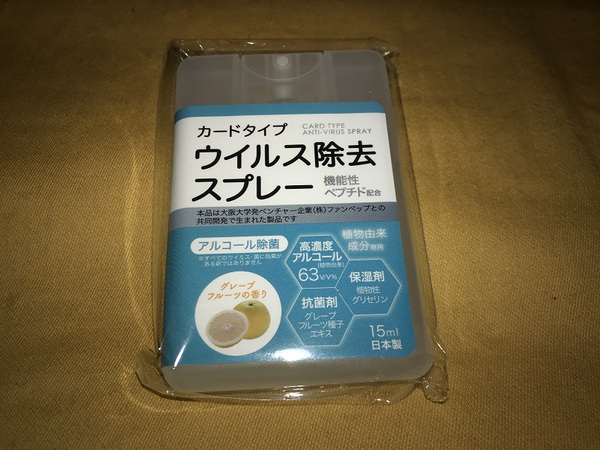 カードタイプ
CARD TYPE
ANTI-VIRUS SPRAY
ウイルス除去
スプレー
機能性
ペプチド配合
本品は大阪大学発ベンチャー企業(株)ファンペップとの
共同開発で生まれた製品です
アルコール除菌
※すべてのウイルス・菌に効果が
ある訳ではありません
グレープ
フルーツの香り
高濃度
アルコール
(植物由来)
63v/v%
植物由来
成分使用
保湿剤
植物性
グリセリン
抗菌剤
グレープ
フルーツ種子
エキス
15ml
日本製